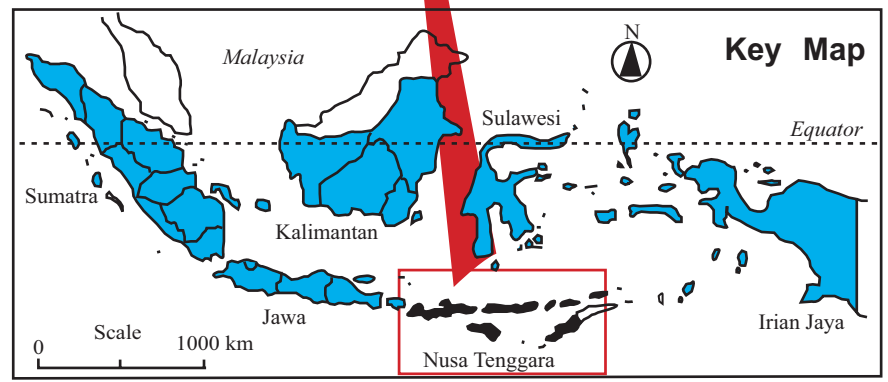 N
Key Map
Malaysia
Sulawesi
Equator
Sumatra
Kalimantan
Jawa
Irian Jaya
Scale
0 1000 km
Nusa Tenggara